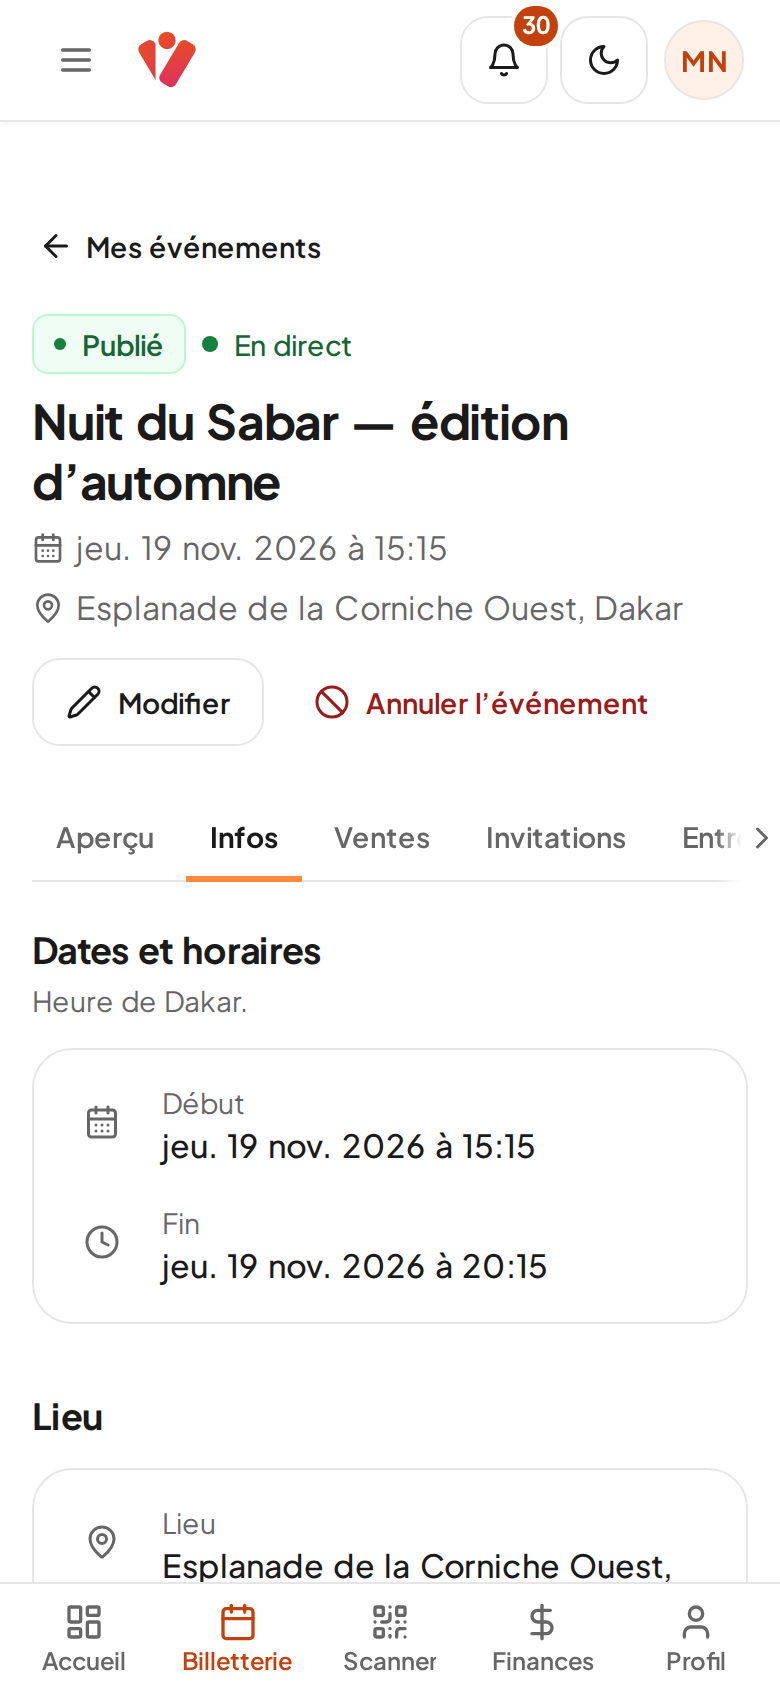 30
MN
Mes événements
Publié
En direct
Nuit du Sabar — édition
d’automne
jeu. 19 nov. 2026 à 15:15
Esplanade de la Corniche Ouest, Dakar
Modifier
Annuler l’événement
Aperçu
Infos
Ventes
Invitations
Dates et horaires
Heure de Dakar.
Début
jeu. 19 nov. 2026 à 15:15
Fin
jeu. 19 nov. 2026 à 20:15
Lieu
Lieu
Esplanade de la Corniche Ouest,
Accueil
Billetterie
Scanner
Finances
Profil